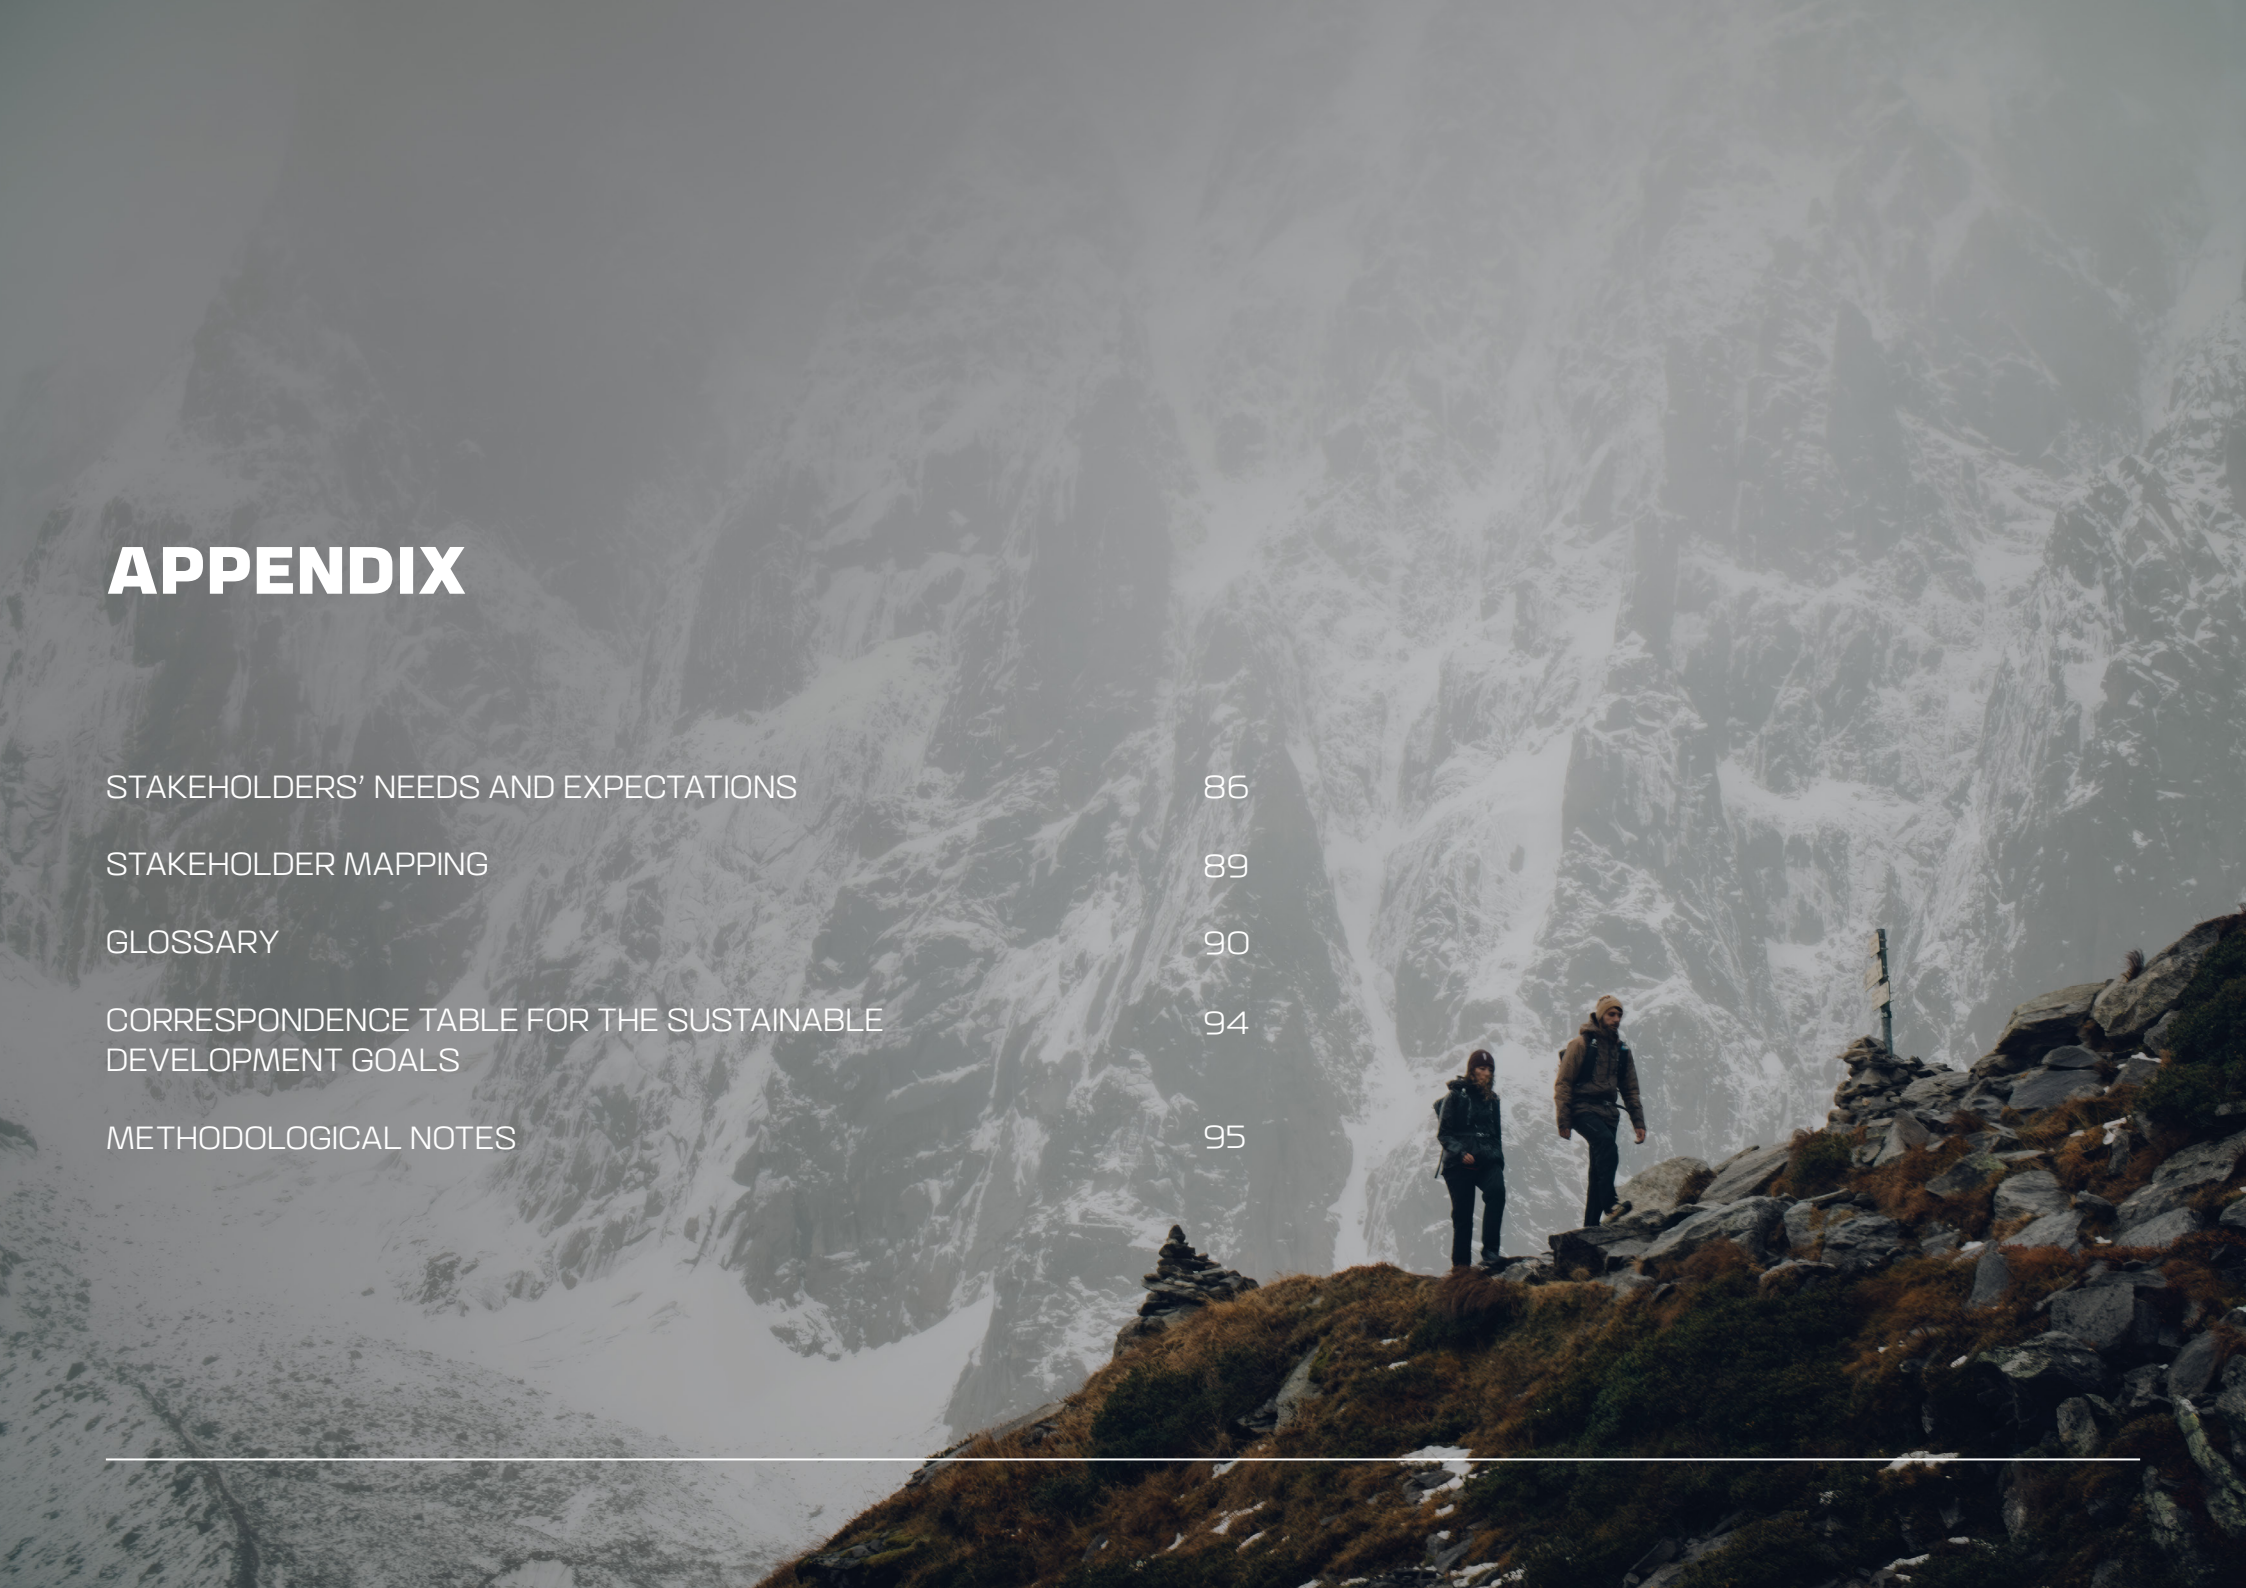 APPENDIX
STAKEHOLDERS’ NEEDS AND EXPECTATIONS 86
STAKEHOLDER MAPPING 89
GLOSSARY 90
CORRESPONDENCE TABLE FOR THE SUSTAINABLE 94
DEVELOPMENT GOALS
METHODOLOGICAL NOTES 95